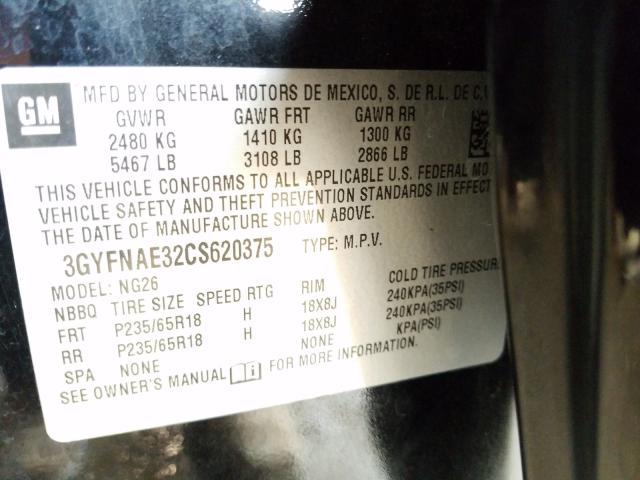 GM
MFD BY GENERAL MOTORS DE MEXICO, S. DE R.L. DE C.V
GVWR GAWR FRT GAWR RR
2480 KG 1410 KG 1300 KG
5467 LB 3108 LB 2866 LB
THIS VEHICLE CONFORMS TO ALL APPLICABLE U.S. FEDERAL MO
VEHICLE SAFETY AND THEFT PREVENTION STANDARDS IN EFFECT
THE DATE OF MANUFACTURE SHOWN ABOVE.
3GYFNAE32CS620375 TYPE: M.P.V.
MODEL: NG26
NBBQ TIRE SIZE SPEED RTG RIM COLD TIRE PRESSUR
FRT P235/65R18 H 18X8J 240KPA(35PSI)
RR P235/65R18 H 18X8J 240KPA(35PSI)
SPA NONE NONE KPA(PSI)
SEE OWNER'S MANUAL FOR MORE INFORMATION.